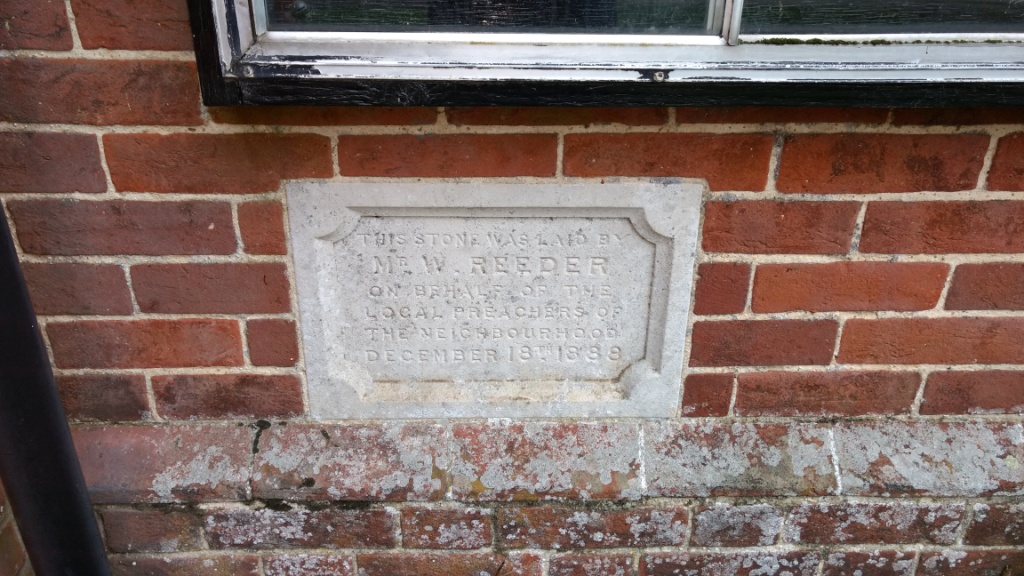 THIS STONE WAS LAID BY
MR. W. REEDER
ON BEHALF OF THE
LOCAL PREACHERS OF
THE NEIGHBOURHOOD
DECEMBER 13TH 1888